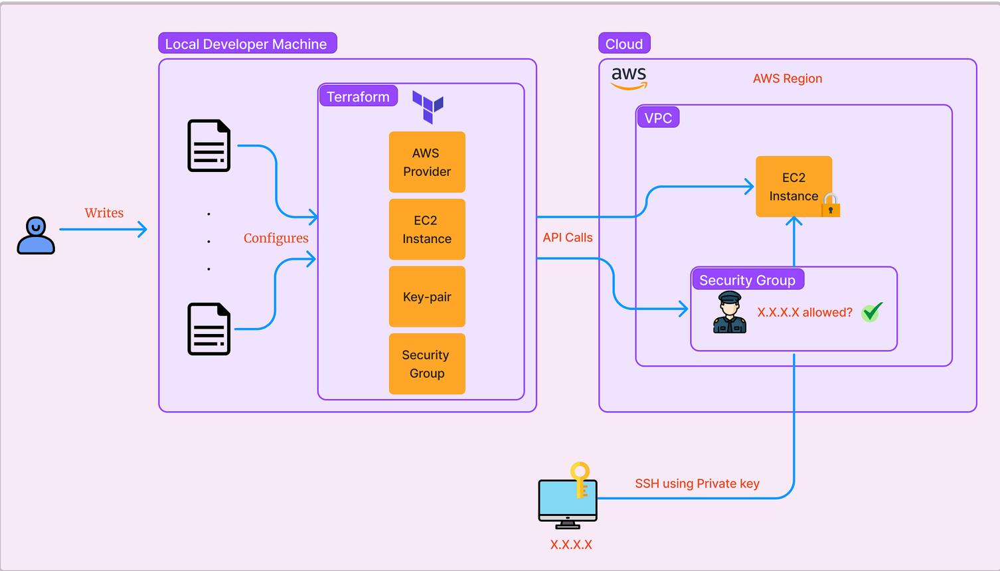 Local Developer Machine
Cloud
aws
AWS Region
Terraform
VPC
AWS
Provider
EC2
Instance
Writes
EC2
Instance
Configures
API Calls
Key-pair
Security Group
X.X.X.X allowed?
Security
Group
SSH using Private key
X.X.X.X